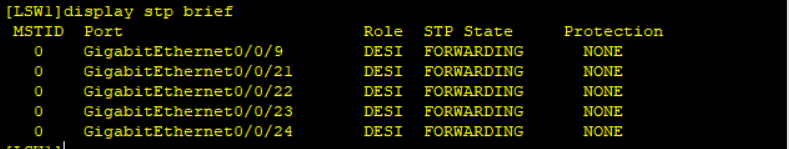 [LSW1]display stp brief
MSTID  Port                        Role  STP State     Protection
0    GigabitEthernet0/0/9        DESI  FORWARDING      NONE
0    GigabitEthernet0/0/21       DESI  FORWARDING      NONE
0    GigabitEthernet0/0/22       DESI  FORWARDING      NONE
0    GigabitEthernet0/0/23       DESI  FORWARDING      NONE
0    GigabitEthernet0/0/24       DESI  FORWARDING      NONE
[LSW1]